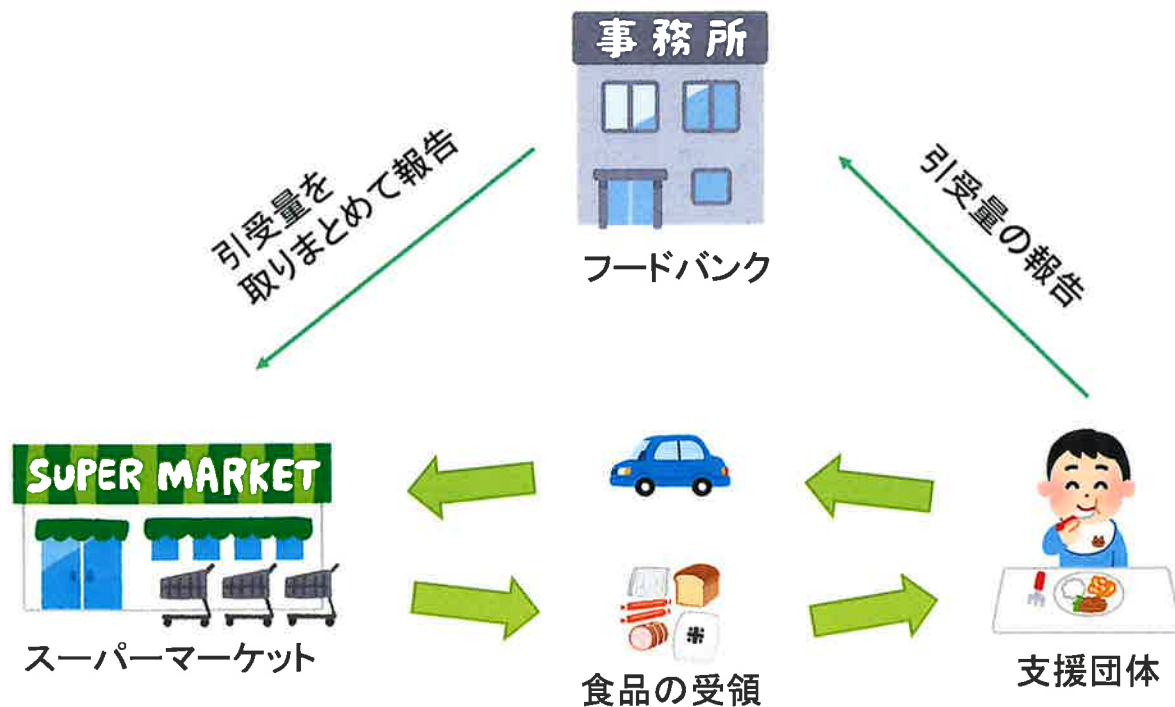 事務所
フードバンク
引受量を
取りまとめて報告
引受量の報告
SUPER MARKET
スーパーマーケット
米
食品の受領
支援団体